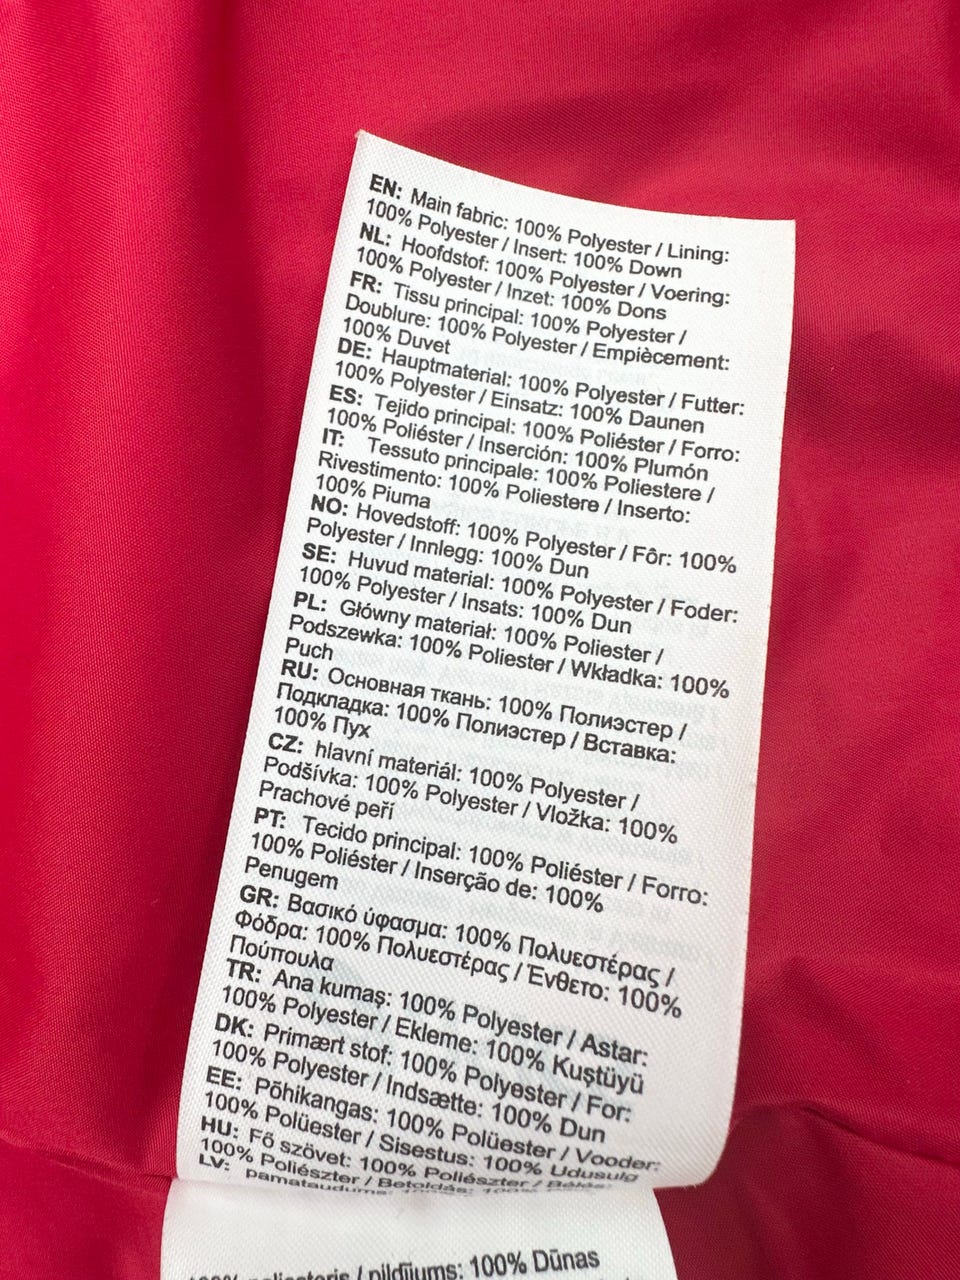 EN: Main fabric: 100% Polyester / Lining:
100% Polyester / Insert: 100% Down
NL: Hoofdstof: 100% Polyester / Voering:
100% Polyester / Inzet: 100% Dons
FR: Tissu principal: 100% Polyester /
Doublure: 100% Polyester / Empiècement:
100% Duvet
DE: Hauptmaterial: 100% Polyester / Futter:
100% Polyester / Einsatz: 100% Daunen
ES: Tejido principal: 100% Poliéster / Forro:
100% Poliéster / Inserción: 100% Plumón
IT: Tessuto principale: 100% Poliestere /
Rivestimento: 100% Poliestere / Inserto:
100% Piuma
NO: Hovedstoff: 100% Polyester / Fôr: 100%
Polyester / Innlegg: 100% Dun
SE: Huvud material: 100% Polyester / Foder:
100% Polyester / Insats: 100% Dun
PL: Główny materiał: 100% Poliester /
Podszewka: 100% Poliester / Wkładka: 100%
Puch
RU: Основная ткань: 100% Полиэстер /
Подкладка: 100% Полиэстер / Вставка:
100% Пух
CZ: hlavní materiál: 100% Polyester /
Podšívka: 100% Polyester / Vložka: 100%
Prachové peří
PT: Tecido principal: 100% Poliéster / Forro:
100% Poliéster / Inserção de: 100%
Penugem
GR: Βασικό ύφασμα: 100% Πολυεστέρας /
Φόδρα: 100% Πολυεστέρας / Ένθετο: 100%
Πούπουλα
TR: Ana kumaş: 100% Polyester / Astar:
100% Polyester / Ekleme: 100% Kuştüyü
DK: Primært stof: 100% Polyester / For:
100% Polyester / Indsætte: 100% Dun
EE: Põhikangas: 100% Polüester / Vooder:
100% Polüester / Sisestus: 100% Udusulg
HU: Fő szövet: 100% Poliészter / Bélés:
100% Poliészter / Betoldás: 100%
LV: pamataudums:
poliesteris / pildījums: 100% Dūnas